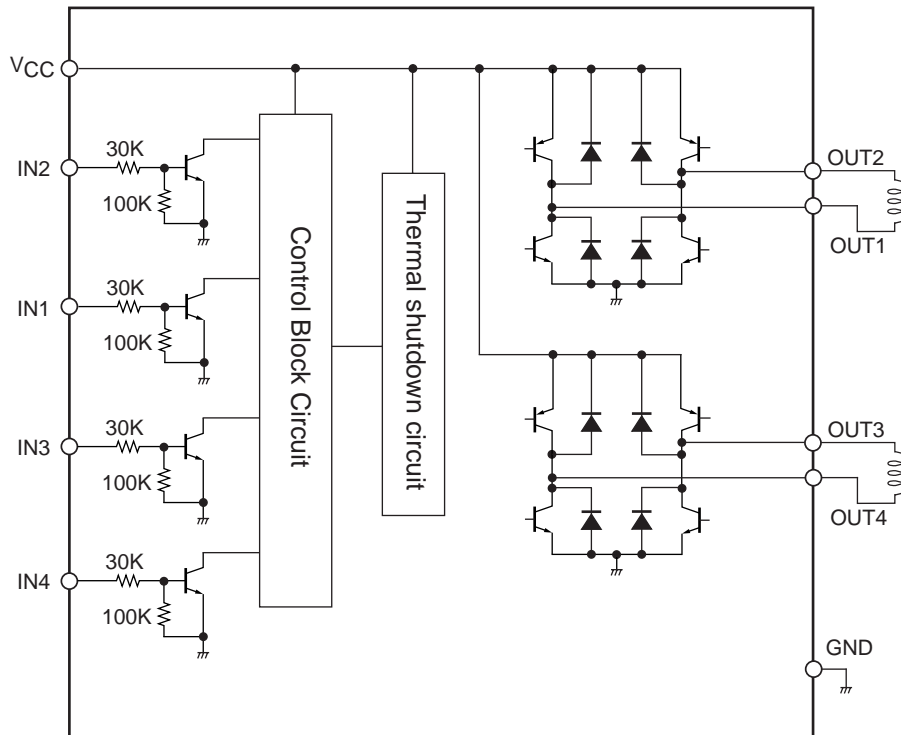 VCC
IN2
30K
100K
IN1
30K
100K
IN3
30K
100K
IN4
30K
100K
Control Block Circuit
Thermal shutdown circuit
OUT2
OUT1
OUT3
OUT4
GND